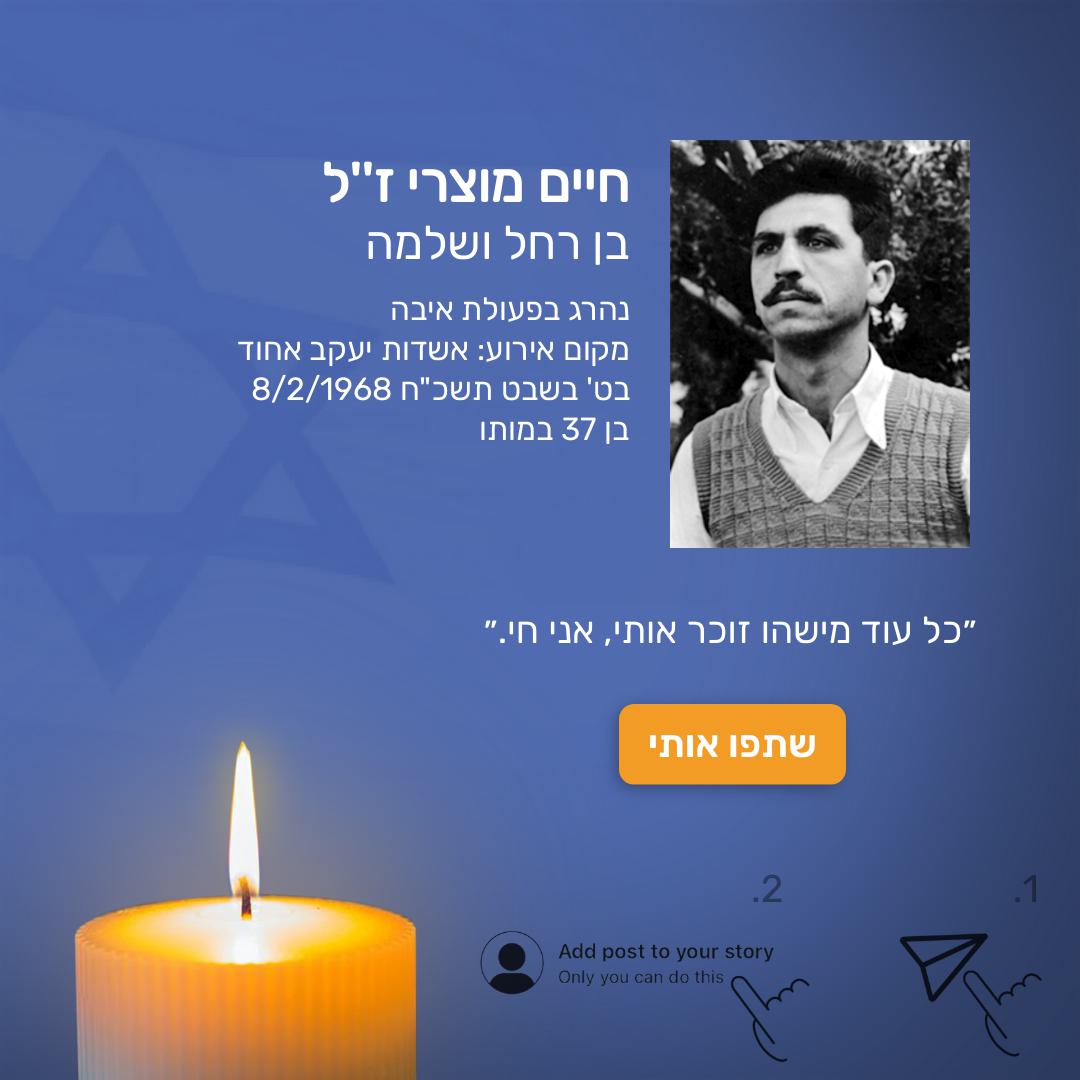 חיים מוצרי ז"ל
בן רחל ושלמה
נהרג בפעולת איבה
מקום אירוע: אשדות יעקב אחוד
בט' בשבט תשכ"ח 8/2/1968
בן 37 במותו
״כל עוד מישהו זוכר אותי, אני חי.״
שתפו אותי
1.
2.
Add post to your story
Only you can do this